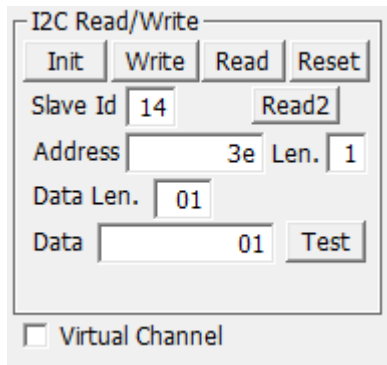 I2C Read/Write
Init Write Read Reset
Slave Id 14 Read2
Address 3e Len. 1
Data Len. 01
Data 01 Test
Virtual Channel